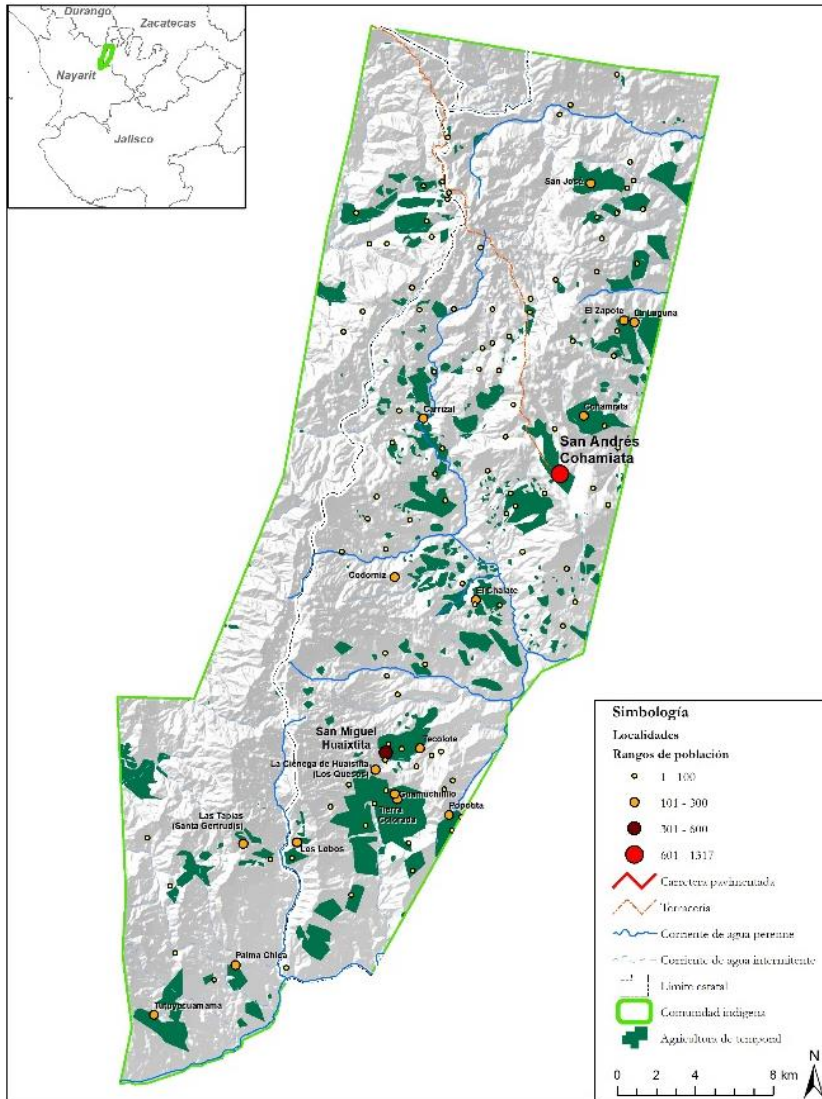 Durango
Zacatecas
Nayarit
Jalisco
San José
El Zapote
Laguna
Carrizal
Cohamiata
San Andrés
Cohamiata
Codorniz
El Chalate
San Miguel
Huaixtita
Tecolote
La Ciénega de Huaistita
(Los Quesos)
Guamuchilillo
Tierra
Colorada
Popotita
Las Tapias
(Santa Gertrudis)
Los Lobos
Palma Chica
Simbología
Localidades
Rangos de población
1 - 100
101 - 300
301 - 600
601 - 1317
Carretera pavimentada
Terracería
Corriente de agua perenne
Corriente de agua intermitente
Límite estatal
Comunidad indígena
Agricultura de temporal
N
0 2 4 8 km